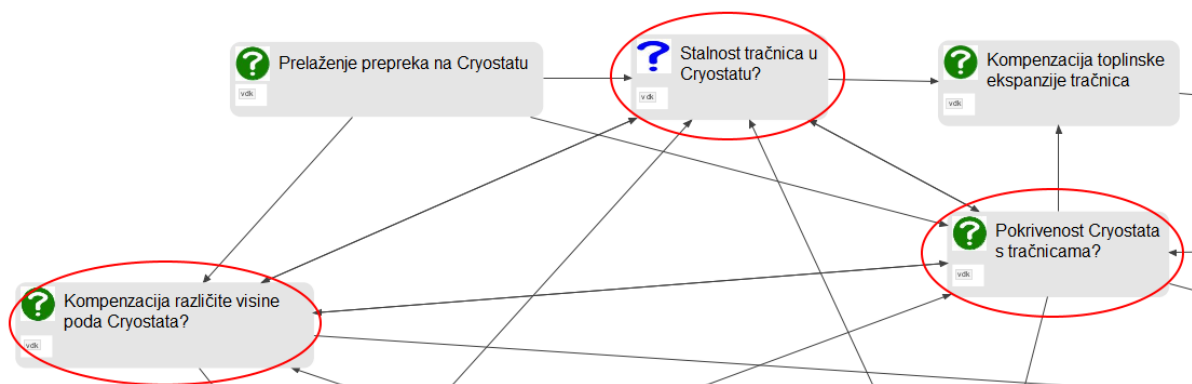 Prelaženje prepreka na Cryostatu
vdk
Stalnost tračnica u
Cryostatu?
vdk
Kompenzacija toplinske
ekspanzije tračnica
vdk
Pokrivenost Cryostata
s tračnicama?
vdk
Kompenzacija različite visine
poda Cryostata?
vdk